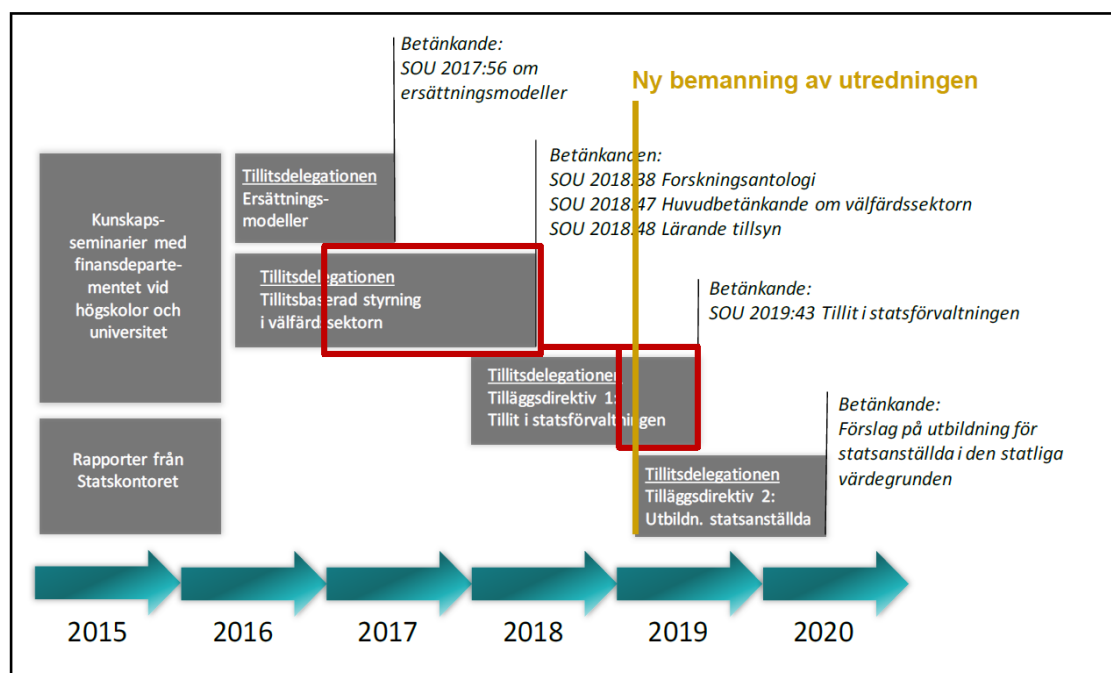 Betänkande:
SOU 2017:56 om
ersättningsmodeller
Ny bemanning av utredningen
Kunskaps-
seminarier med
finansdeparte-
mentet vid
högskolor och
universitet
Tillitsdelegationen
Ersättnings-
modeller
Betänkanden:
SOU 2018:38 Forskningsantologi
SOU 2018:47 Huvudbetänkande om välfärdssektorn
SOU 2018:48 Lärande tillsyn
Tillitsdelegationen
Tillitsbaserad styrning
i välfärdssektorn
Betänkande:
SOU 2019:43 Tillit i statsförvaltningen
Tillitsdelegationen
Tilläggsdirektiv 1:
Tillit i statsförvaltningen
Betänkande:
Förslag på utbildning för
statsanställda i den statliga
värdegrunden
Rapporter från
Statskontoret
Tillitsdelegationen
Tilläggsdirektiv 2:
Utbildn. statsanställda
2015 2016 2017 2018 2019 2020